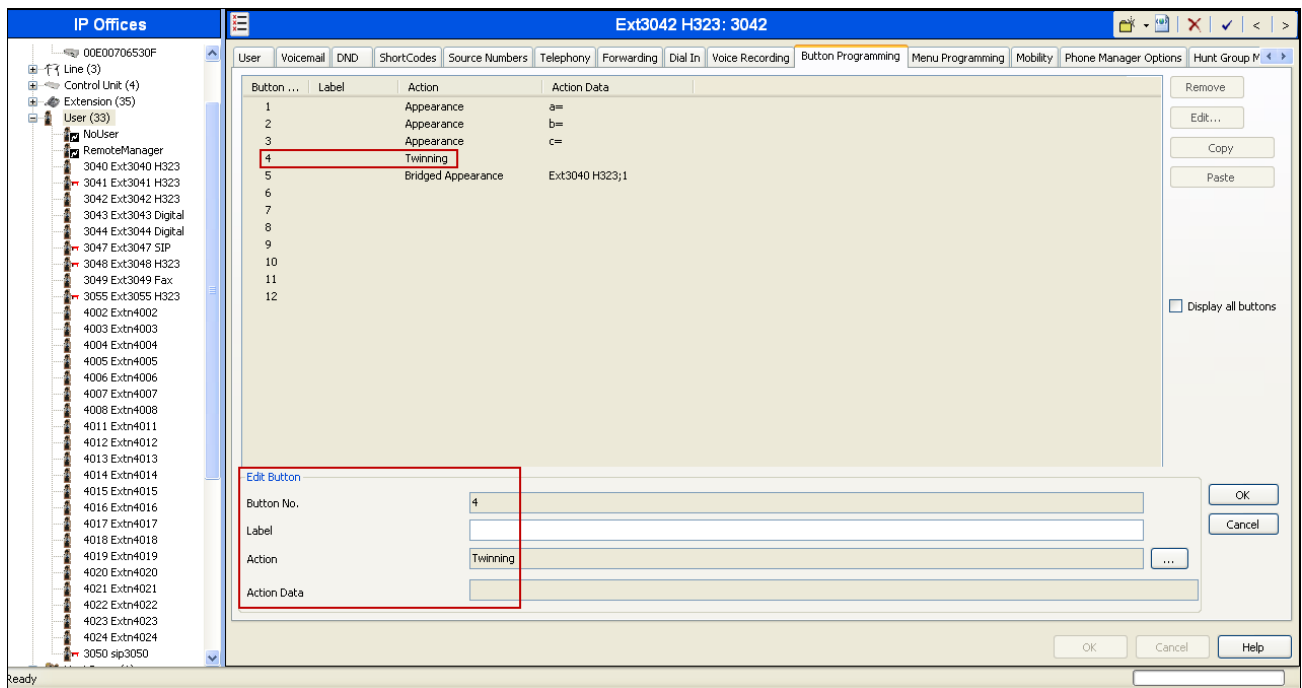 IP Offices
00E00706530F
Line (3)
Control Unit (4)
Extension (35)
User (33)
NoUser
RemoteManager
3040 Ext3040 H323
3041 Ext3041 H323
3042 Ext3042 H323
3043 Ext3043 Digital
3044 Ext3044 Digital
3047 Ext3047 SIP
3048 Ext3048 H323
3049 Ext3049 Fax
3055 Ext3055 H323
4002 Extn4002
4003 Extn4003
4004 Extn4004
4005 Extn4005
4006 Extn4006
4007 Extn4007
4008 Extn4008
4011 Extn4011
4012 Extn4012
4013 Extn4013
4014 Extn4014
4015 Extn4015
4016 Extn4016
4017 Extn4017
4018 Extn4018
4019 Extn4019
4020 Extn4020
4021 Extn4021
4022 Extn4022
4023 Extn4023
4024 Extn4024
3050 sip3050
Ext3042 H323: 3042
User Voicemail DND ShortCodes Source Numbers Telephony Forwarding Dial In Voice Recording Button Programming Menu Programming Mobility Phone Manager Options Hunt Group M
Button ... Label Action Action Data
1 Appearance a=
2 Appearance b=
3 Appearance c=
4 Twinning
5 Bridged Appearance Ext3040 H323;1
6
7
8
9
10
11
12
Remove
Edit...
Copy
Paste
Display all buttons
Edit Button
Button No. 4
Label
Action Twinning ...
Action Data
OK
Cancel
OK Cancel Help
Ready